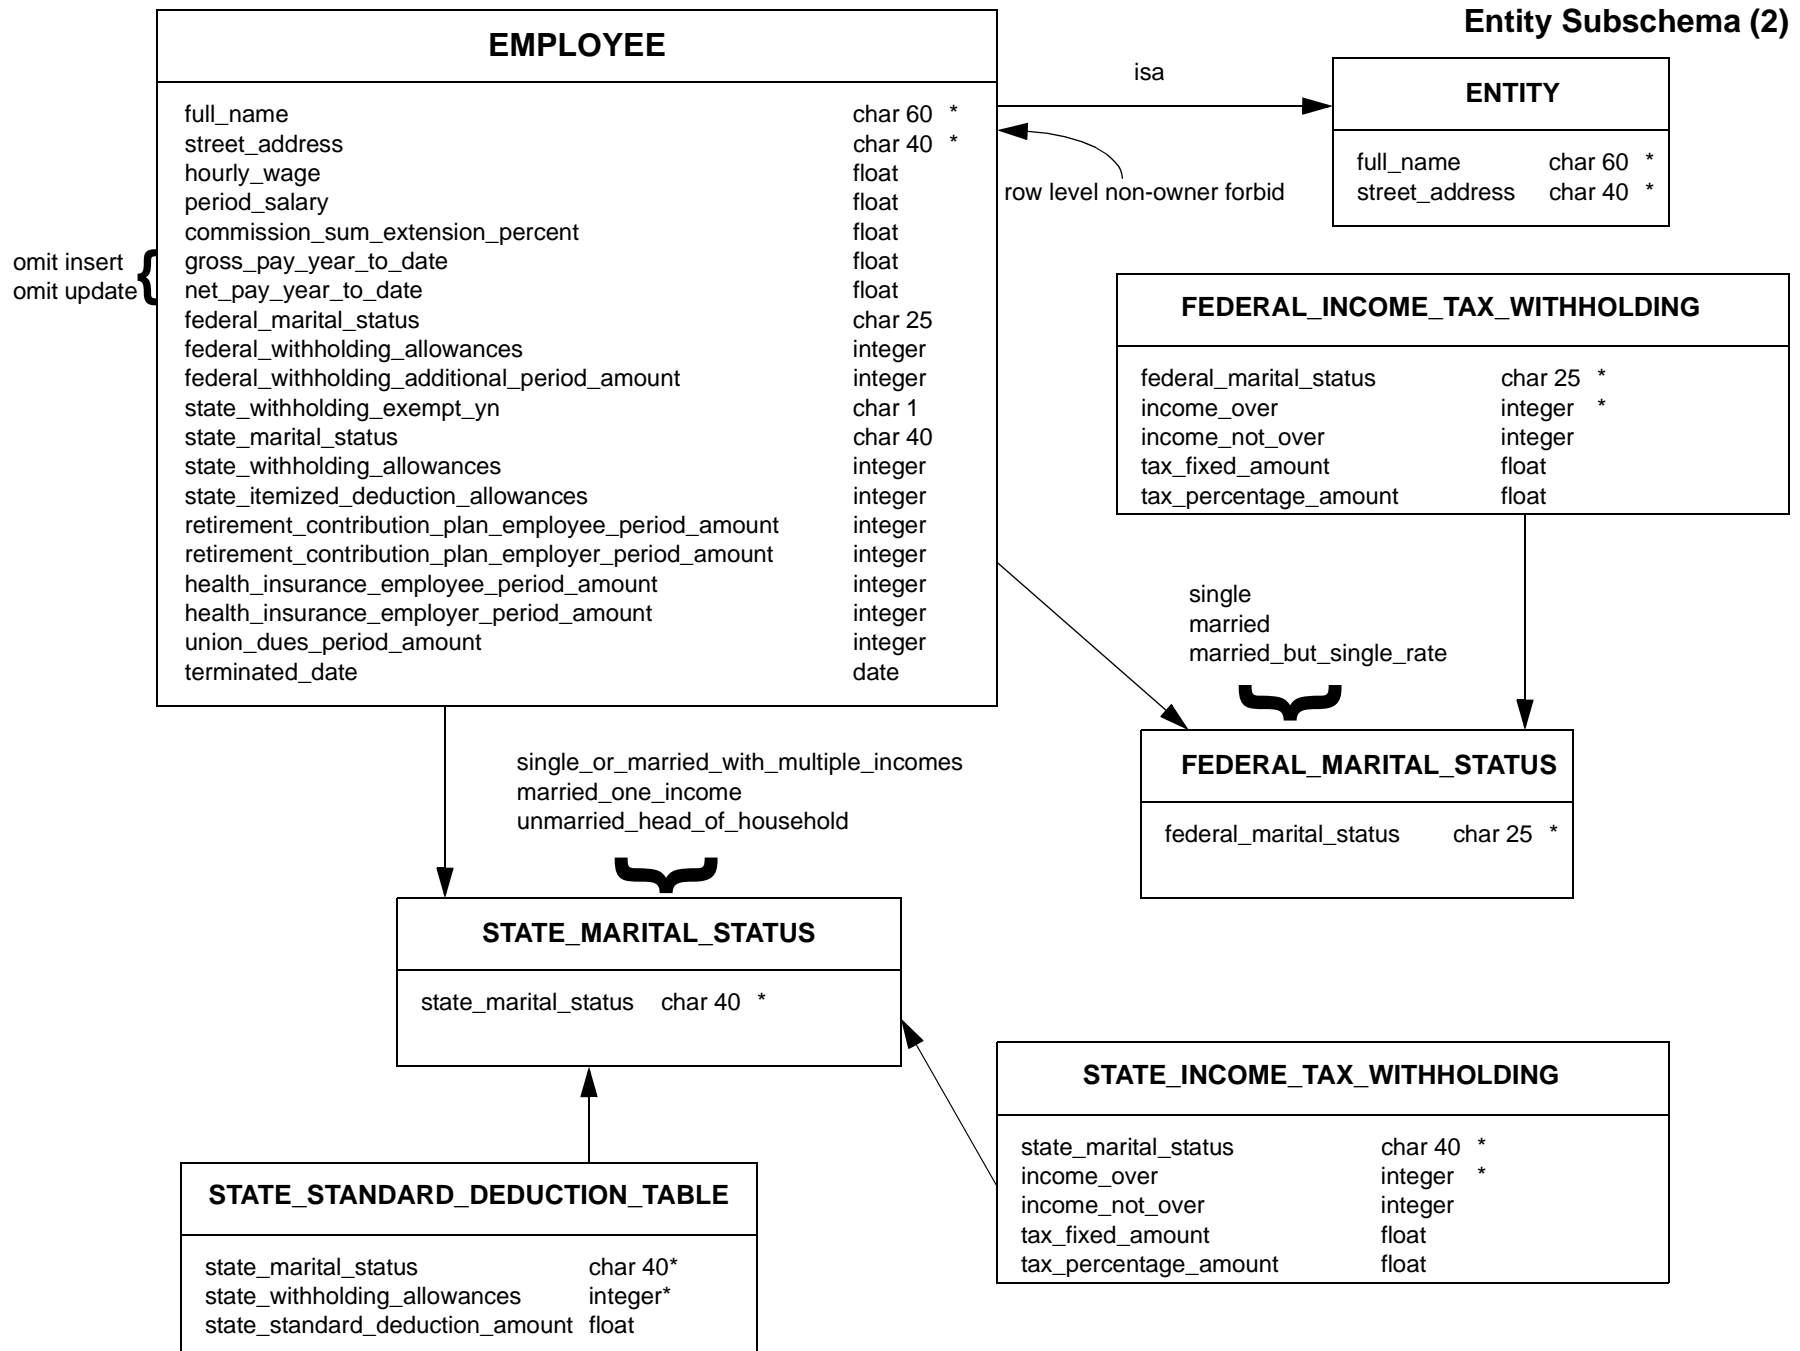 Entity Subschema (2)
EMPLOYEE
full_name char 60 *
street_address char 40 *
hourly_wage float
period_salary float
commission_sum_extension_percent float
gross_pay_year_to_date float
net_pay_year_to_date float
federal_marital_status char 25
federal_withholding_allowances integer
federal_withholding_additional_period_amount integer
state_withholding_exempt_yn char 1
state_marital_status char 40
state_withholding_allowances integer
state_itemized_deduction_allowances integer
retirement_contribution_plan_employee_period_amount integer
retirement_contribution_plan_employer_period_amount integer
health_insurance_employee_period_amount integer
health_insurance_employer_period_amount integer
union_dues_period_amount integer
terminated_date date
omit insert
omit update
{
isa
row level non-owner forbid
ENTITY
full_name char 60 *
street_address char 40 *
FEDERAL_INCOME_TAX_WITHHOLDING
federal_marital_status char 25 *
income_over integer *
income_not_over integer
tax_fixed_amount float
tax_percentage_amount float
single
married
married_but_single_rate
}
FEDERAL_MARITAL_STATUS
federal_marital_status char 25 *
single_or_married_with_multiple_incomes
married_one_income
unmarried_head_of_household
}
STATE_MARITAL_STATUS
state_marital_status char 40 *
STATE_INCOME_TAX_WITHHOLDING
state_marital_status char 40 *
income_over integer *
income_not_over integer
tax_fixed_amount float
tax_percentage_amount float
STATE_STANDARD_DEDUCTION_TABLE
state_marital_status char 40*
state_withholding_allowances integer*
state_standard_deduction_amount float